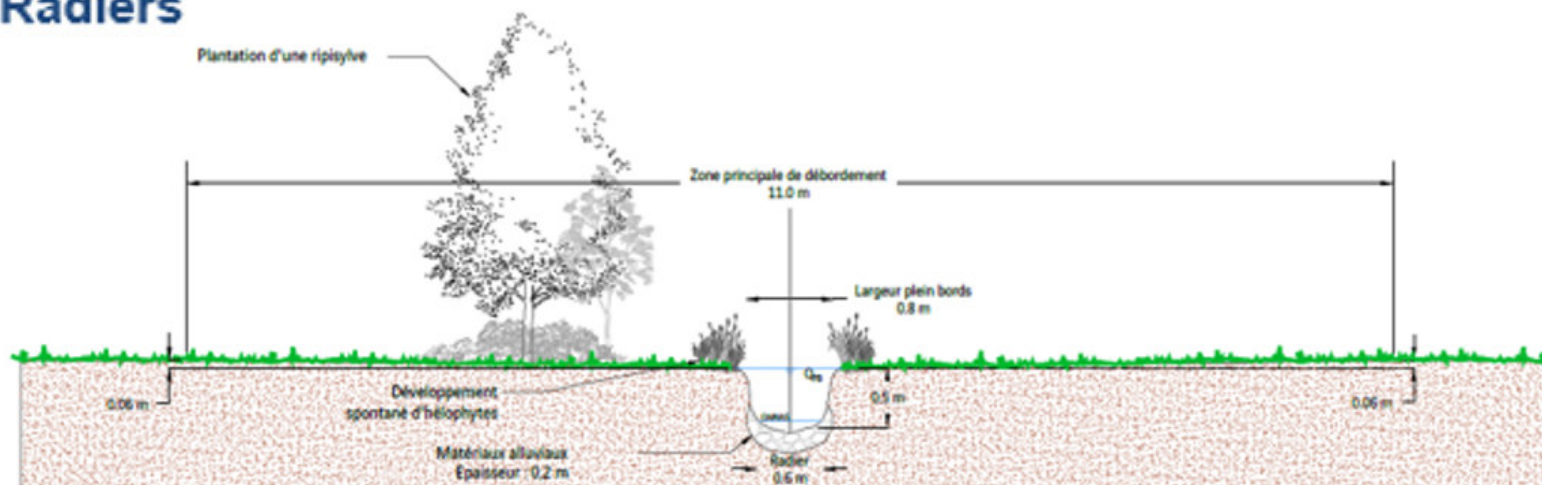 Radiers
Plantation d'une ripisylve
Zone principale de débordement
11.0 m
Largeur plein bords
0.8 m
0.06 m
Développement
spontané d'hélophytes
0.5 m
0.06 m
Matériaux alluviaux
Epaisseur : 0.2 m
Radier
0.6 m